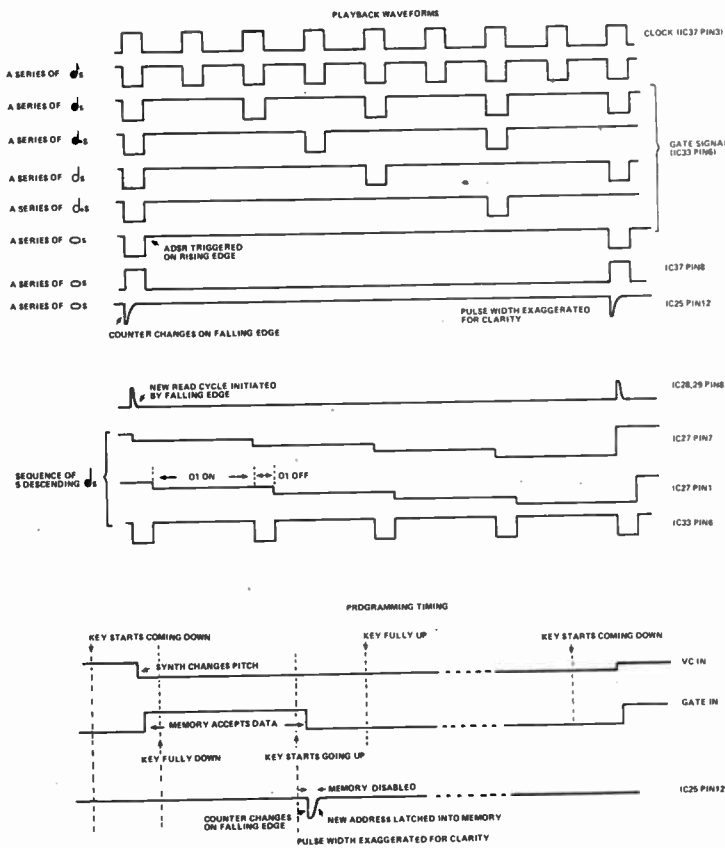 PLAYBACK WAVEFORMS
CLOCK (IC37 PIN3)
A SERIES OF 𝅘𝅥𝅮s
A SERIES OF 𝅘𝅥s
A SERIES OF 𝅘𝅥.s
A SERIES OF 𝅗𝅥s
A SERIES OF 𝅗𝅥.s
GATE SIGNAL
(IC33 PIN6)
A SERIES OF 𝅝s
ADSR TRIGGERED
ON RISING EDGE
A SERIES OF 𝅝s
IC37 PIN8
A SERIES OF 𝅝s
IC25 PIN12
COUNTER CHANGES ON FALLING EDGE
PULSE WIDTH EXAGGERATED
FOR CLARITY
NEW READ CYCLE INITIATED
BY FALLING EDGE
IC28,29 PIN8
IC27 PIN7
SEQUENCE OF
5 DESCENDING 𝅘𝅥s
Q1 ON
Q1 OFF
IC27 PIN1
IC33 PIN6
PROGRAMMING TIMING
KEY STARTS COMING DOWN
KEY FULLY UP
KEY STARTS COMING DOWN
SYNTH CHANGES PITCH
VC IN
GATE IN
MEMORY ACCEPTS DATA
KEY FULLY DOWN
KEY STARTS GOING UP
MEMORY DISABLED
IC25 PIN12
COUNTER CHANGES
ON FALLING EDGE
NEW ADDRESS LATCHED INTO MEMORY
PULSE WIDTH EXAGGERATED FOR CLARITY